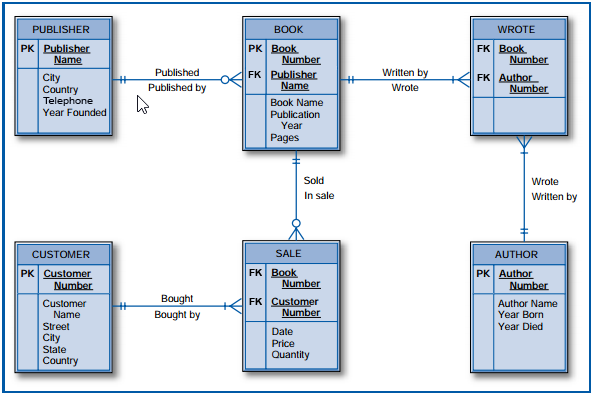 PUBLISHER
PK Publisher
Name
City
Country
Telephone
Year Founded
Published
Published by
BOOK
PK Book
Number
FK Publisher
Name
Book Name
Publication
Year
Pages
Written by
Wrote
WROTE
FK Book
Number
FK Author
Number
Sold
In sale
Wrote
Written by
CUSTOMER
PK Customer
Number
Customer
Name
Street
City
State
Country
Bought
Bought by
SALE
FK Book
Number
FK Customer
Number
Date
Price
Quantity
AUTHOR
PK Author
Number
Author Name
Year Born
Year Died